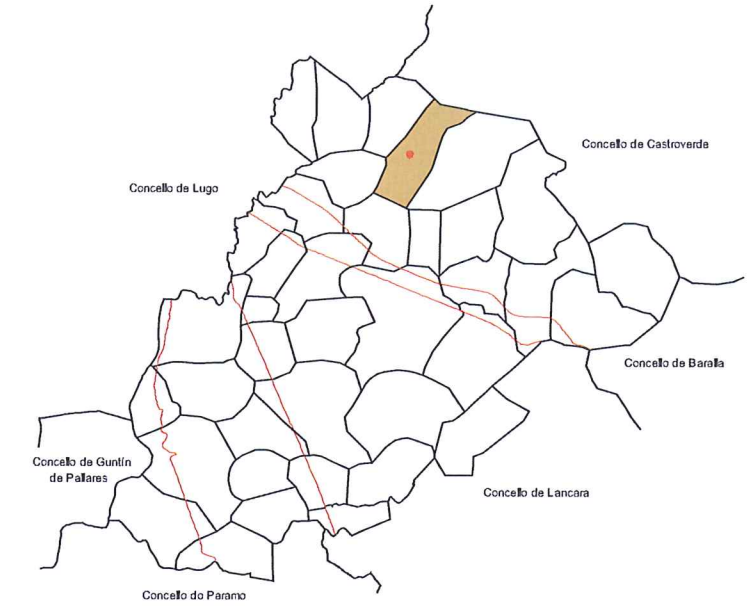 Concello de Castroverde
Concello de Lugo
Concello de Baralla
Concello de Guntín
de Pallares
Concello de Lancara
Concello do Paramo